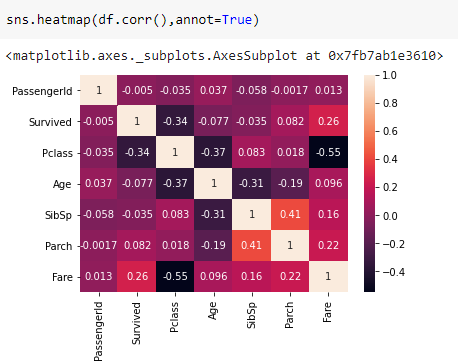 sns.heatmap(df.corr(),annot=True)
<matplotlib.axes._subplots.AxesSubplot at 0x7fb7ab1e3610>
PassengerId 1 -0.005 -0.035 0.037 -0.058 -0.0017 0.013
Survived -0.005 1 -0.34 -0.077 -0.035 0.082 0.26
Pclass -0.035 -0.34 1 -0.37 0.083 0.018 -0.55
Age 0.037 -0.077 -0.37 1 -0.31 -0.19 0.096
SibSp -0.058 -0.035 0.083 -0.31 1 0.41 0.16
Parch -0.0017 0.082 0.018 -0.19 0.41 1 0.22
Fare 0.013 0.26 -0.55 0.096 0.16 0.22 1
PassengerId Survived Pclass Age SibSp Parch Fare
1.0
0.8
0.6
0.4
0.2
0.0
-0.2
-0.4